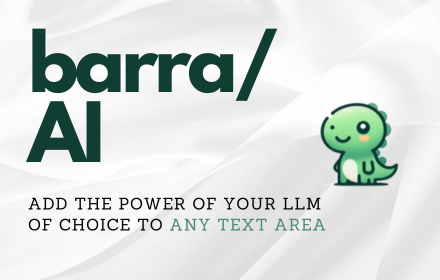 barra/
AI
ADD THE POWER OF YOUR LLM
OF CHOICE TO ANY TEXT AREA